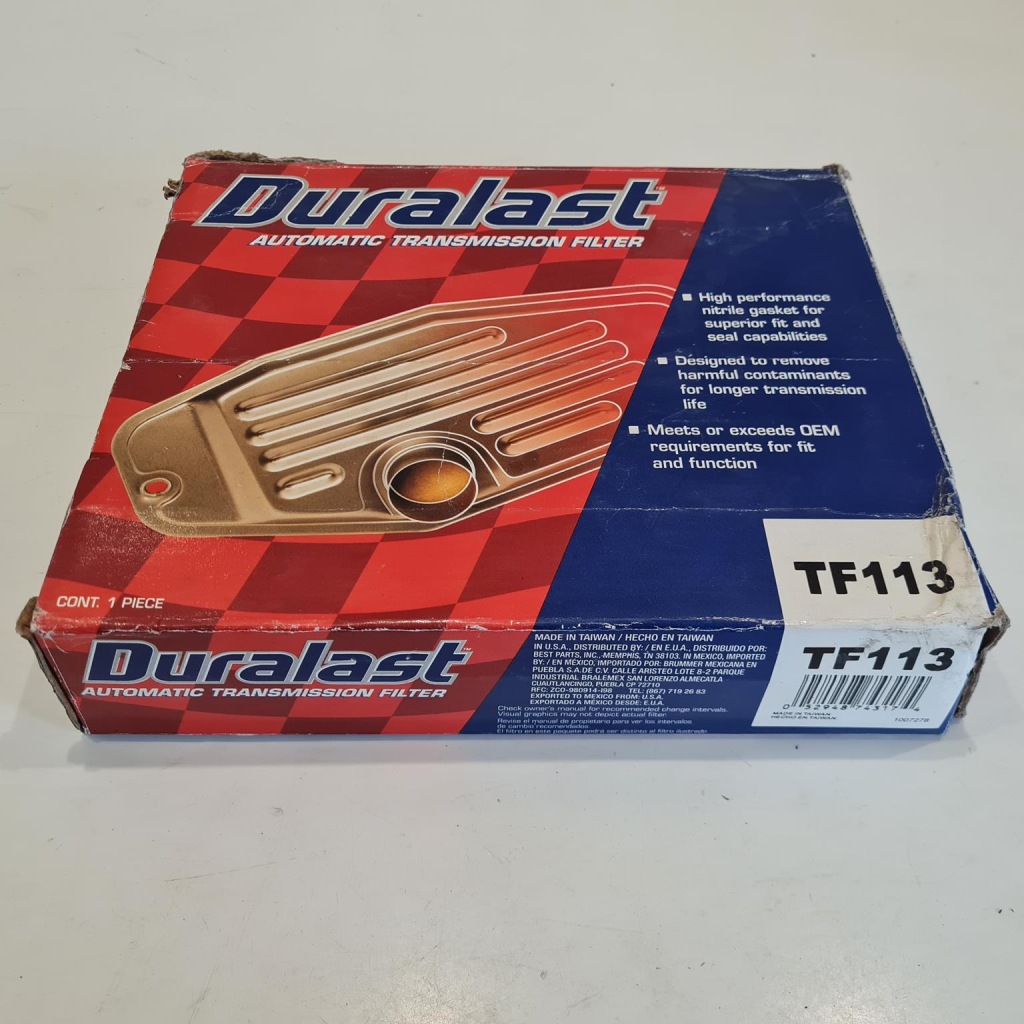 Duralast™
AUTOMATIC TRANSMISSION FILTER
■ High performance
nitrile gasket for
superior fit and
seal capabilities
■ Designed to remove
harmful contaminants
for longer transmission
life
■ Meets or exceeds OEM
requirements for fit
and function
TF113
CONT. 1 PIECE
Duralast™
AUTOMATIC TRANSMISSION FILTER
MADE IN TAIWAN / HECHO EN TAIWAN
IN U.S.A., DISTRIBUTED BY: / EN E.U.A., DISTRIBUIDO POR:
BEST PARTS, INC., MEMPHIS, TN 38103. IN MEXICO, IMPORTED
BY: / EN MÉXICO, IMPORTADO POR: BRUMMER MEXICANA EN
PUEBLA S.A. DE C.V. CALLE ARISTEO LOTE 8-2 PARQUE
INDUSTRIAL BRALEMEX SAN LORENZO ALMECATLA
CUAUTLANCINGO, PUEBLA CP 72710
RFC: ZCO-980914-I98 TEL: (867) 719 26 83
EXPORTED TO MEXICO FROM: U.S.A.
EXPORTADO A MEXICO DESDE: E.U.A.
Check owner's manual for recommended change intervals.
Visual graphics may not depict actual filter.
Revise el manual de propietario para ver los intervalos
de cambio recomendados.
El filtro en este paquete podrá ser distinto al filtro ilustrado.
TF113
MADE IN TAIWAN
HECHO EN TAIWAN
1007278